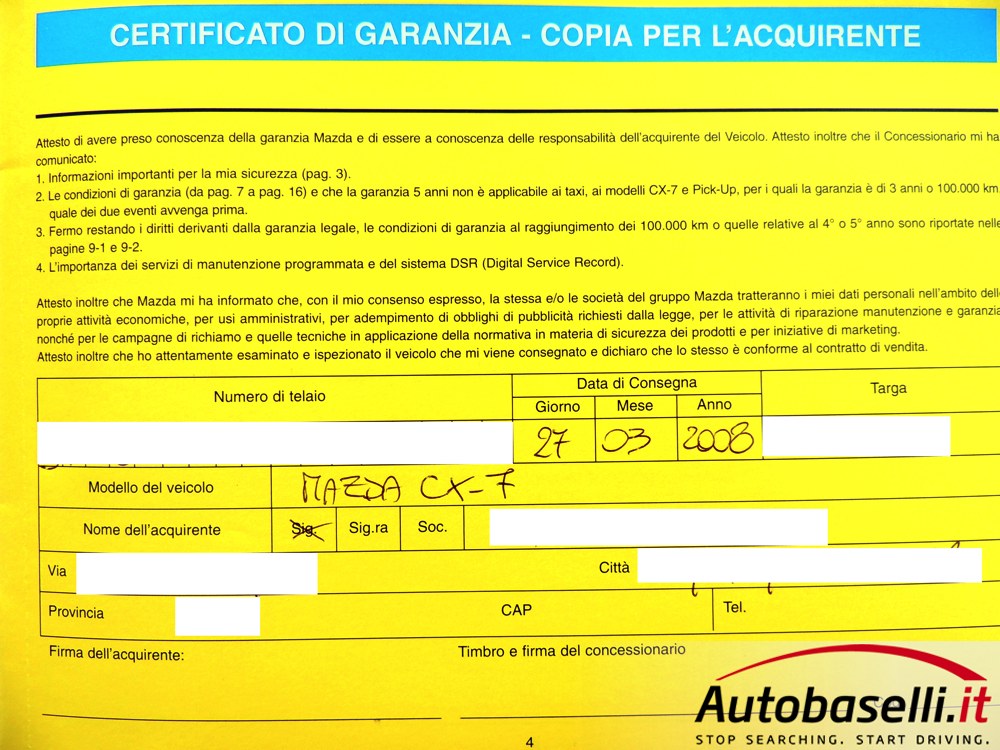 CERTIFICATO DI GARANZIA - COPIA PER L'ACQUIRENTE
Attesto di avere preso conoscenza della garanzia Mazda e di essere a conoscenza delle responsabilità dell'acquirente del Veicolo. Attesto inoltre che il Concessionario mi ha
comunicato:
1. Informazioni importanti per la mia sicurezza (pag. 3).
2. Le condizioni di garanzia (da pag. 7 a pag. 16) e che la garanzia 5 anni non è applicabile ai taxi, ai modelli CX-7 e Pick-Up, per i quali la garanzia è di 3 anni o 100.000 km.
quale dei due eventi avvenga prima.
3. Fermo restando i diritti derivanti dalla garanzia legale, le condizioni di garanzia al raggiungimento dei 100.000 km o quelle relative al 4° o 5° anno sono riportate nelle
pagine 9-1 e 9-2.
4. L'importanza dei servizi di manutenzione programmata e del sistema DSR (Digital Service Record).
Attesto inoltre che Mazda mi ha informato che, con il mio consenso espresso, la stessa e/o le società del gruppo Mazda tratteranno i miei dati personali nell'ambito delle
proprie attività economiche, per usi amministrativi, per adempimento di obblighi di pubblicità richiesti dalla legge, per le attività di riparazione manutenzione e garanzia
nonché per le campagne di richiamo e quelle tecniche in applicazione della normativa in materia di sicurezza dei prodotti e per iniziative di marketing.
Attesto inoltre che ho attentamente esaminato e ispezionato il veicolo che mi viene consegnato e dichiaro che lo stesso è conforme al contratto di vendita.
Numero di telaio Data di Consegna Targa
Giorno Mese Anno
27 03 2008
Modello del veicolo MAZDA CX-7
Nome dell'acquirente Sig. Sig.ra Soc.
Via Città
Provincia CAP Tel.
Firma dell'acquirente: Timbro e firma del concessionario
Autobaselli.it
STOP SEARCHING. START DRIVING.
4